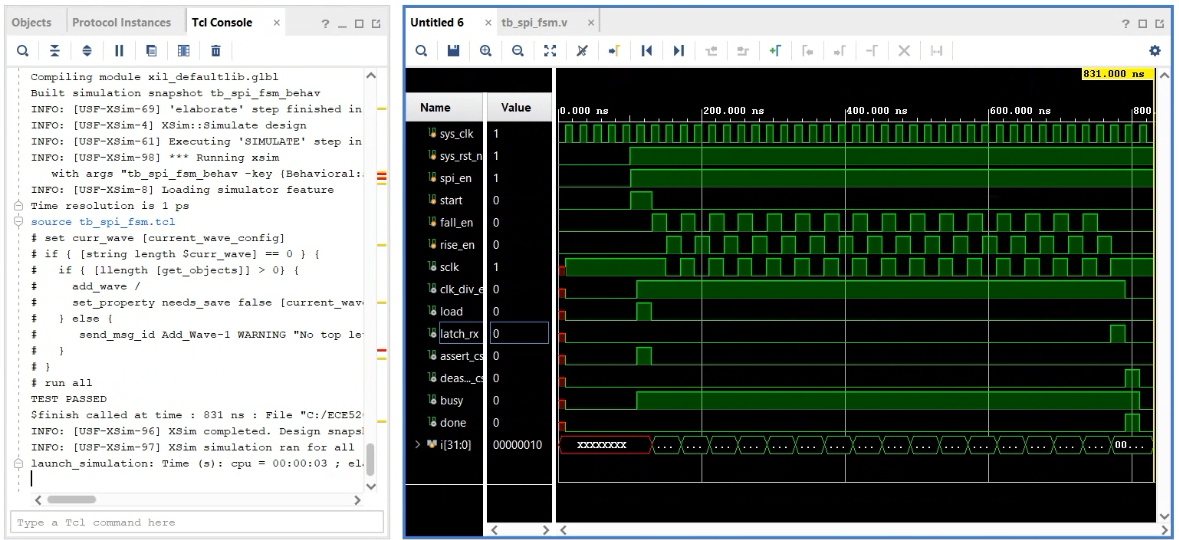 Objects Protocol Instances Tcl Console × ? _
Compiling module xil_defaultlib.glbl
Built simulation snapshot tb_spi_fsm_behav
INFO: [USF-XSim-69] 'elaborate' step finished in
INFO: [USF-XSim-4] XSim::Simulate design
INFO: [USF-XSim-61] Executing 'SIMULATE' step in
INFO: [USF-XSim-98] *** Running xsim
with args "tb_spi_fsm_behav -key {Behavioral:
INFO: [USF-XSim-8] Loading simulator feature
Time resolution is 1 ps
source tb_spi_fsm.tcl
# set curr_wave [current_wave_config]
# if { [string length $curr_wave] == 0 } {
#   if { [llength [get_objects]] > 0} {
#     add_wave /
#     set_property needs_save false [current_wav
#   } else {
#     send_msg_id Add_Wave-1 WARNING "No top le
#   }
# }
# run all
TEST PASSED
$finish called at time : 831 ns : File "C:/ECE52
INFO: [USF-XSim-96] XSim completed. Design snaps
INFO: [USF-XSim-97] XSim simulation ran for all
launch_simulation: Time (s): cpu = 00:00:03 ; el
Type a Tcl command here
Untitled 6 × tb_spi_fsm.v × ?
831.000 ns
Name Value
0.000 ns 200.000 ns 400.000 ns 600.000 ns 800
sys_clk 1
sys_rst_n 1
spi_en 1
start 0
fall_en 0
rise_en 0
sclk 1
clk_div_e 0
load 0
latch_rx 0
assert_cs 0
deas..._cs 0
busy 0
done 0
i[31:0] 00000010 XXXXXXXX ... ... ... ... ... ... ... ... ... ... ... ... ... ... ... ... 00...